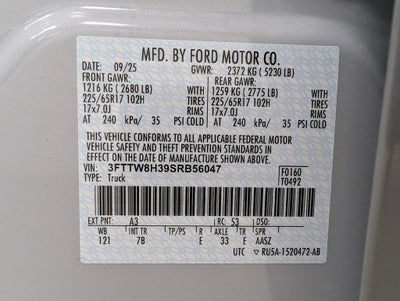 MFD. BY FORD MOTOR CO.
DATE: 09/25 GVWR: 2372 KG ( 5230 LB)
FRONT GAWR: REAR GAWR:
1216 KG ( 2680 LB) WITH 1259 KG ( 2775 LB) WITH
225/65R17 102H TIRES 225/65R17 102H TIRES
17x7.0J RIMS 17x7.0J RIMS
AT 240 kPa/ 35 PSI COLD AT 240 kPa/ 35 PSI COLD
THIS VEHICLE CONFORMS TO ALL APPLICABLE FEDERAL MOTOR
VEHICLE SAFETY AND THEFT PREVENTION STANDARDS IN EFFECT
ON THE DATE OF MANUFACTURE SHOWN ABOVE.
VIN: 3FTTW8H39SRB56047 F0160
TYPE: Truck T0492
EXT PNT: A3 RC: 53 DSO:
WB INT TR TP/PS R AXLE TR SPR
121 7B E 33 E AASZ
UTC RU5A-1520472-AB